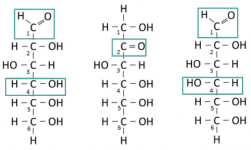 H O
C
1
H – C – OH
2
HO – C – H
3
H – C – OH
4
H – C – OH
5
H – C – OH
6
H
H
H – C – OH
1
C = O
2
HO – C – H
3
H – C – OH
4
H – C – OH
5
H – C – OH
6
H
H O
C
1
H – C – OH
2
HO – C – H
3
HO – C – H
4
H – C – OH
5
H – C – OH
6
H